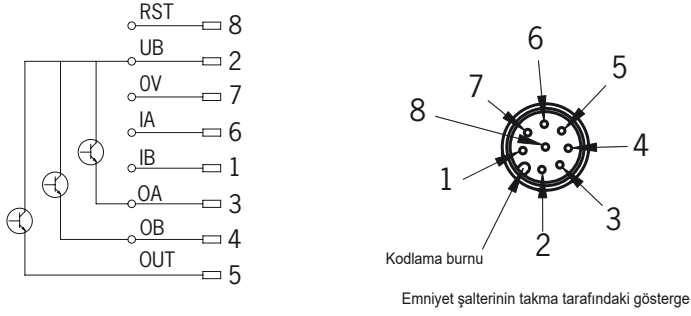 RST 8
UB 2
0V 7
IA 6
IB 1
OA 3
OB 4
OUT 5
6
7 5
8
4
1
3
2
Kodlama burnu
Emniyet şalterinin takma tarafındaki gösterge